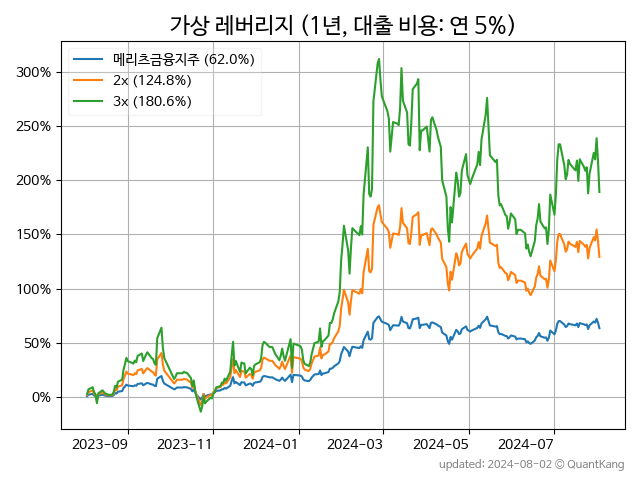 가상 레버리지 (1년, 대출 비용: 연 5%)
메리츠금융지주 (62.0%)
2x (124.8%)
3x (180.6%)
300%
250%
200%
150%
100%
50%
0%
2023-09
2023-11
2024-01
2024-03
2024-05
2024-07
updated: 2024-08-02 © QuantKang